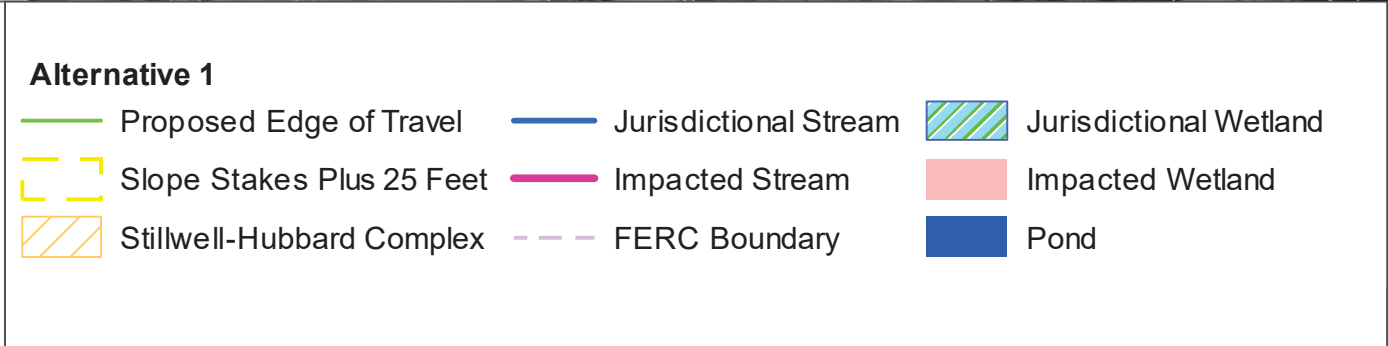 Alternative 1
Proposed Edge of Travel
Slope Stakes Plus 25 Feet
Stillwell-Hubbard Complex
Jurisdictional Stream
Impacted Stream
FERC Boundary
Jurisdictional Wetland
Impacted Wetland
Pond